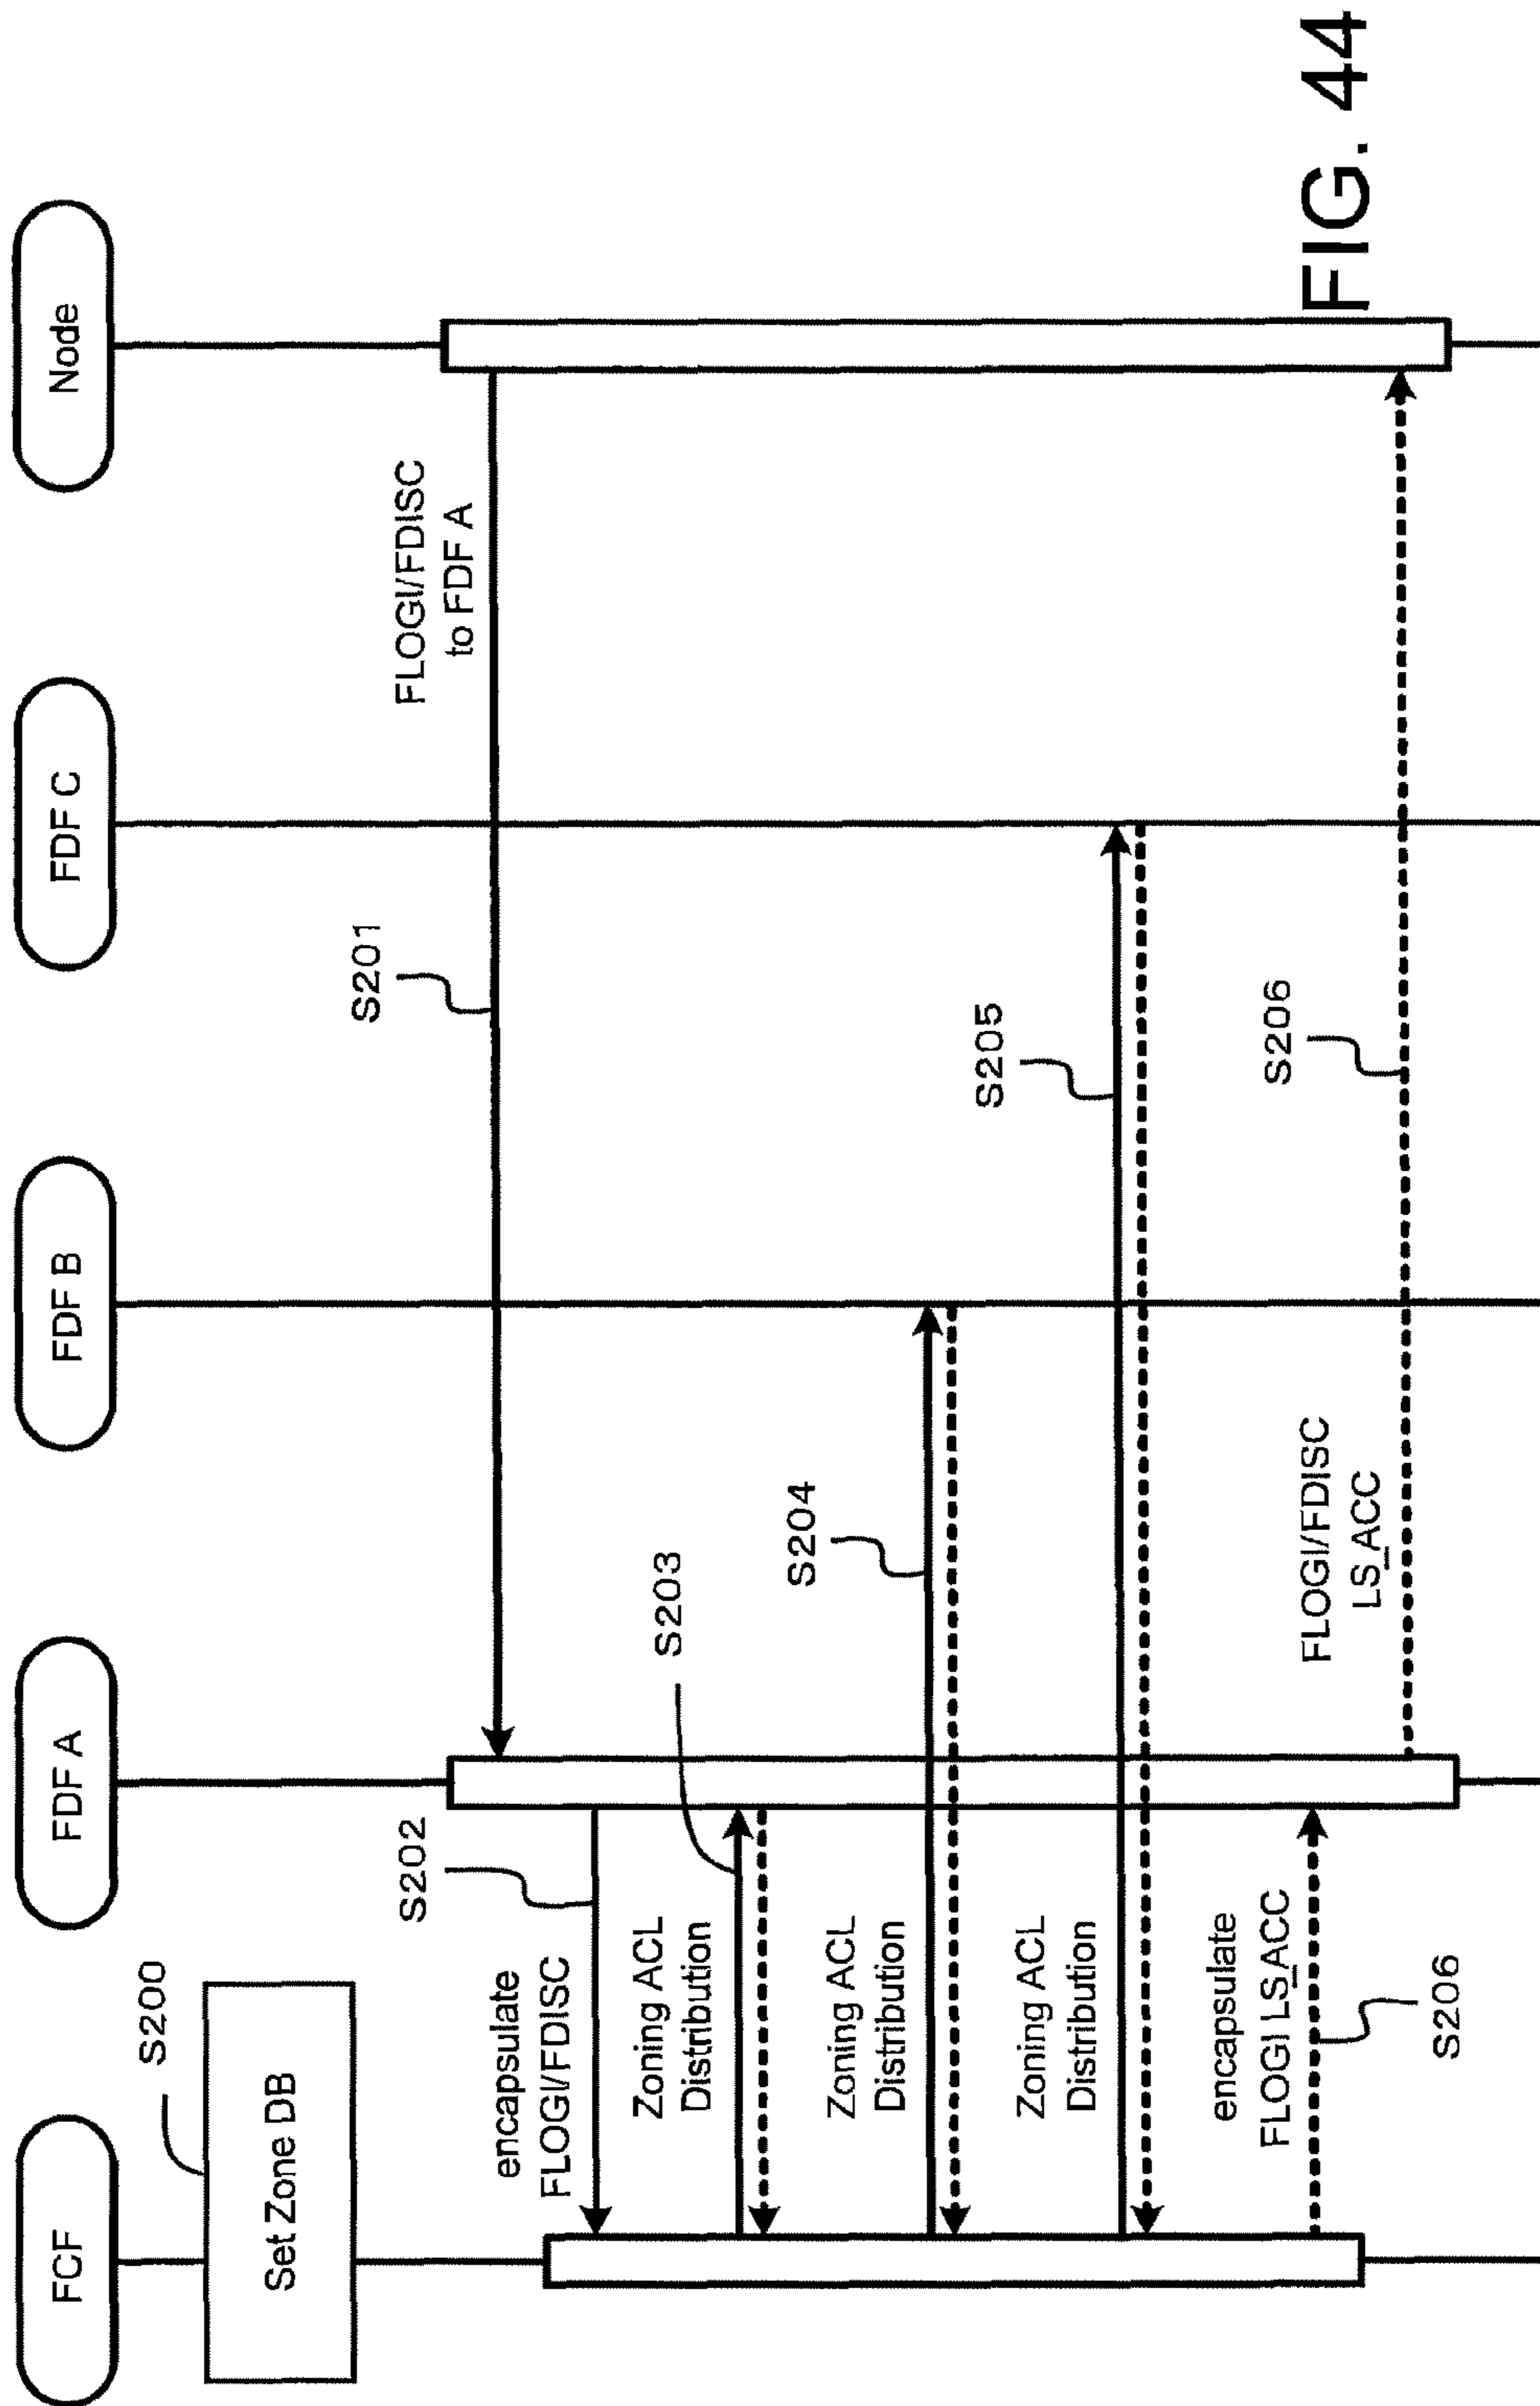 FCF
FDF A
FDF B
FDF C
Node
S200
Set Zone DB
FLOGI/FDISC
to FDF A
S201
S202
encapsulate
FLOGI/FDISC
S203
Zoning ACL
Distribution
S204
Zoning ACL
Distribution
S205
Zoning ACL
Distribution
encapsulate
FLOGI LS_ACC
S206
FLOGI/FDISC
LS_ACC
S206
FIG. 44